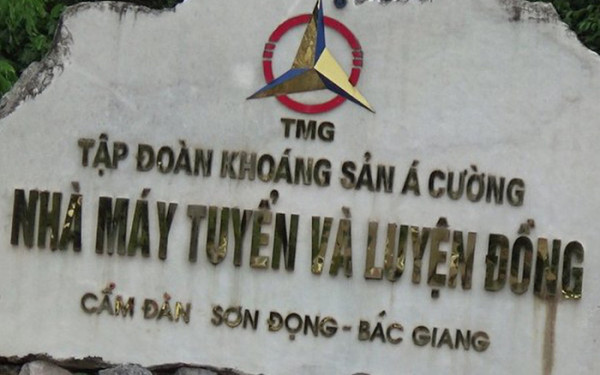 TMG
TẬP ĐOÀN KHOÁNG SẢN Á CƯỜNG
NHÀ MÁY TUYỂN VÀ LUYỆN ĐỒNG
CẨM ĐÀN SƠN ĐỘNG - BẮC GIANG